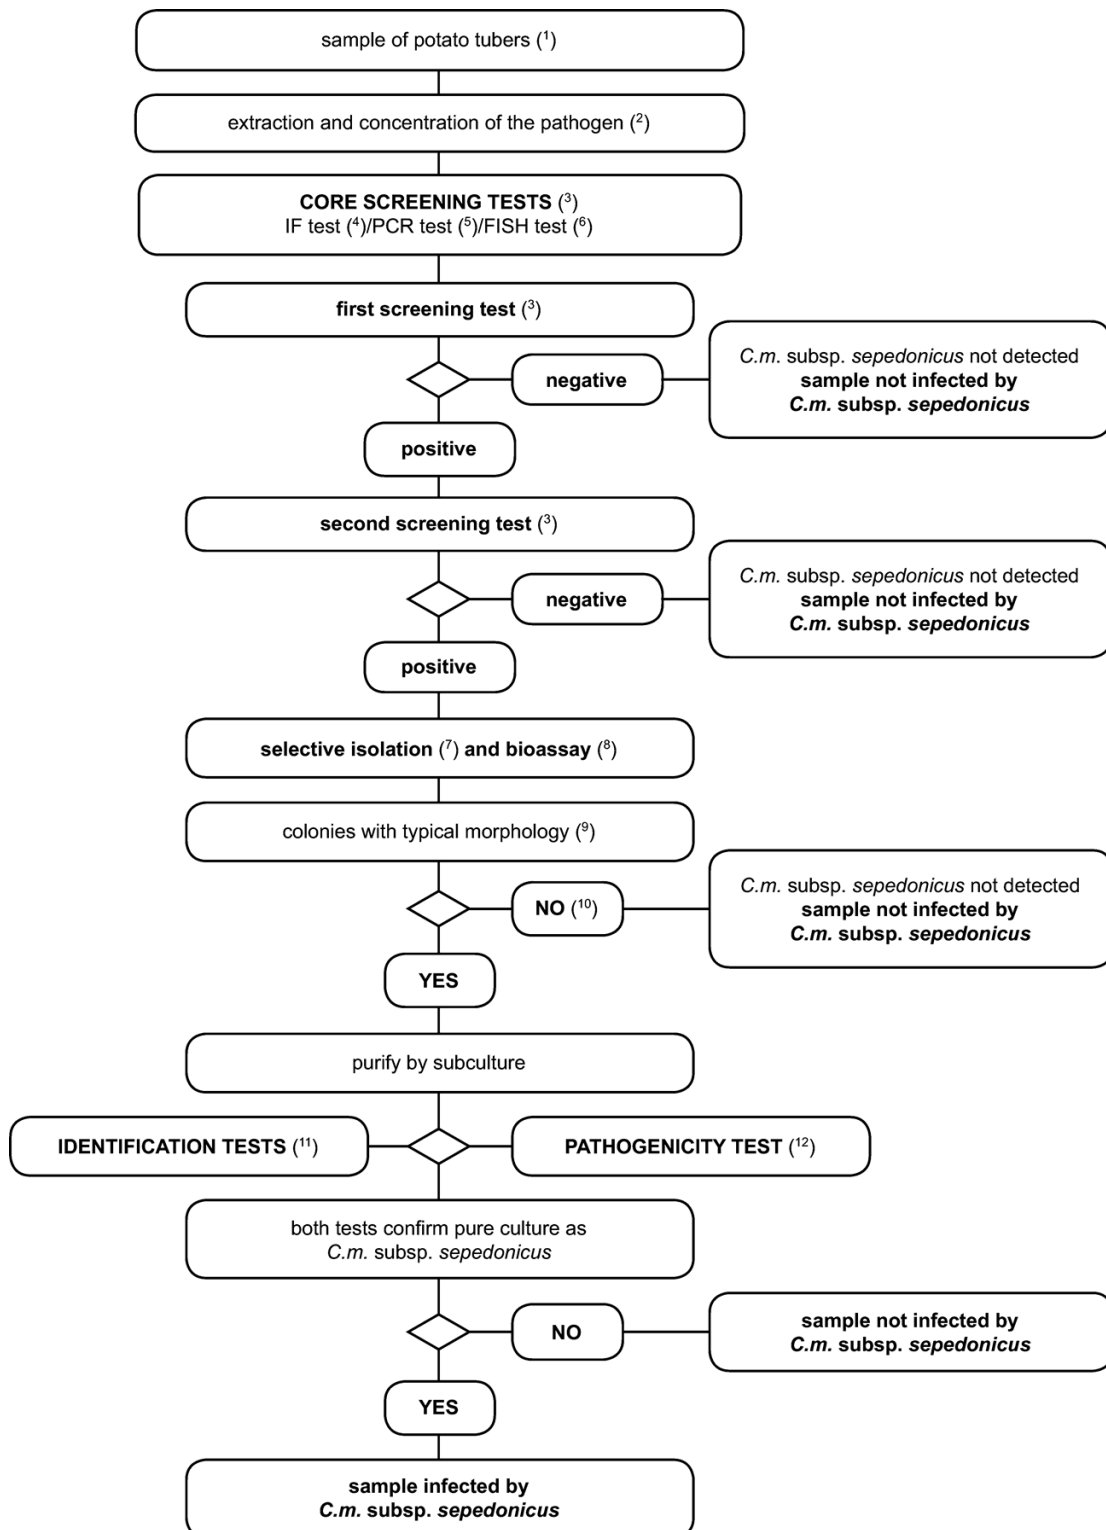 sample of potato tubers (¹)
extraction and concentration of the pathogen (²)
CORE SCREENING TESTS (³)
IF test (⁴)/PCR test (⁵)/FISH test (⁶)
first screening test (³)
negative
C.m. subsp. sepedonicus not detected
sample not infected by
C.m. subsp. sepedonicus
positive
second screening test (³)
negative
C.m. subsp. sepedonicus not detected
sample not infected by
C.m. subsp. sepedonicus
positive
selective isolation (⁷) and bioassay (⁸)
colonies with typical morphology (⁹)
NO (¹⁰)
C.m. subsp. sepedonicus not detected
sample not infected by
C.m. subsp. sepedonicus
YES
purify by subculture
IDENTIFICATION TESTS (¹¹)
PATHOGENICITY TEST (¹²)
both tests confirm pure culture as
C.m. subsp. sepedonicus
NO
sample not infected by
C.m. subsp. sepedonicus
YES
sample infected by
C.m. subsp. sepedonicus